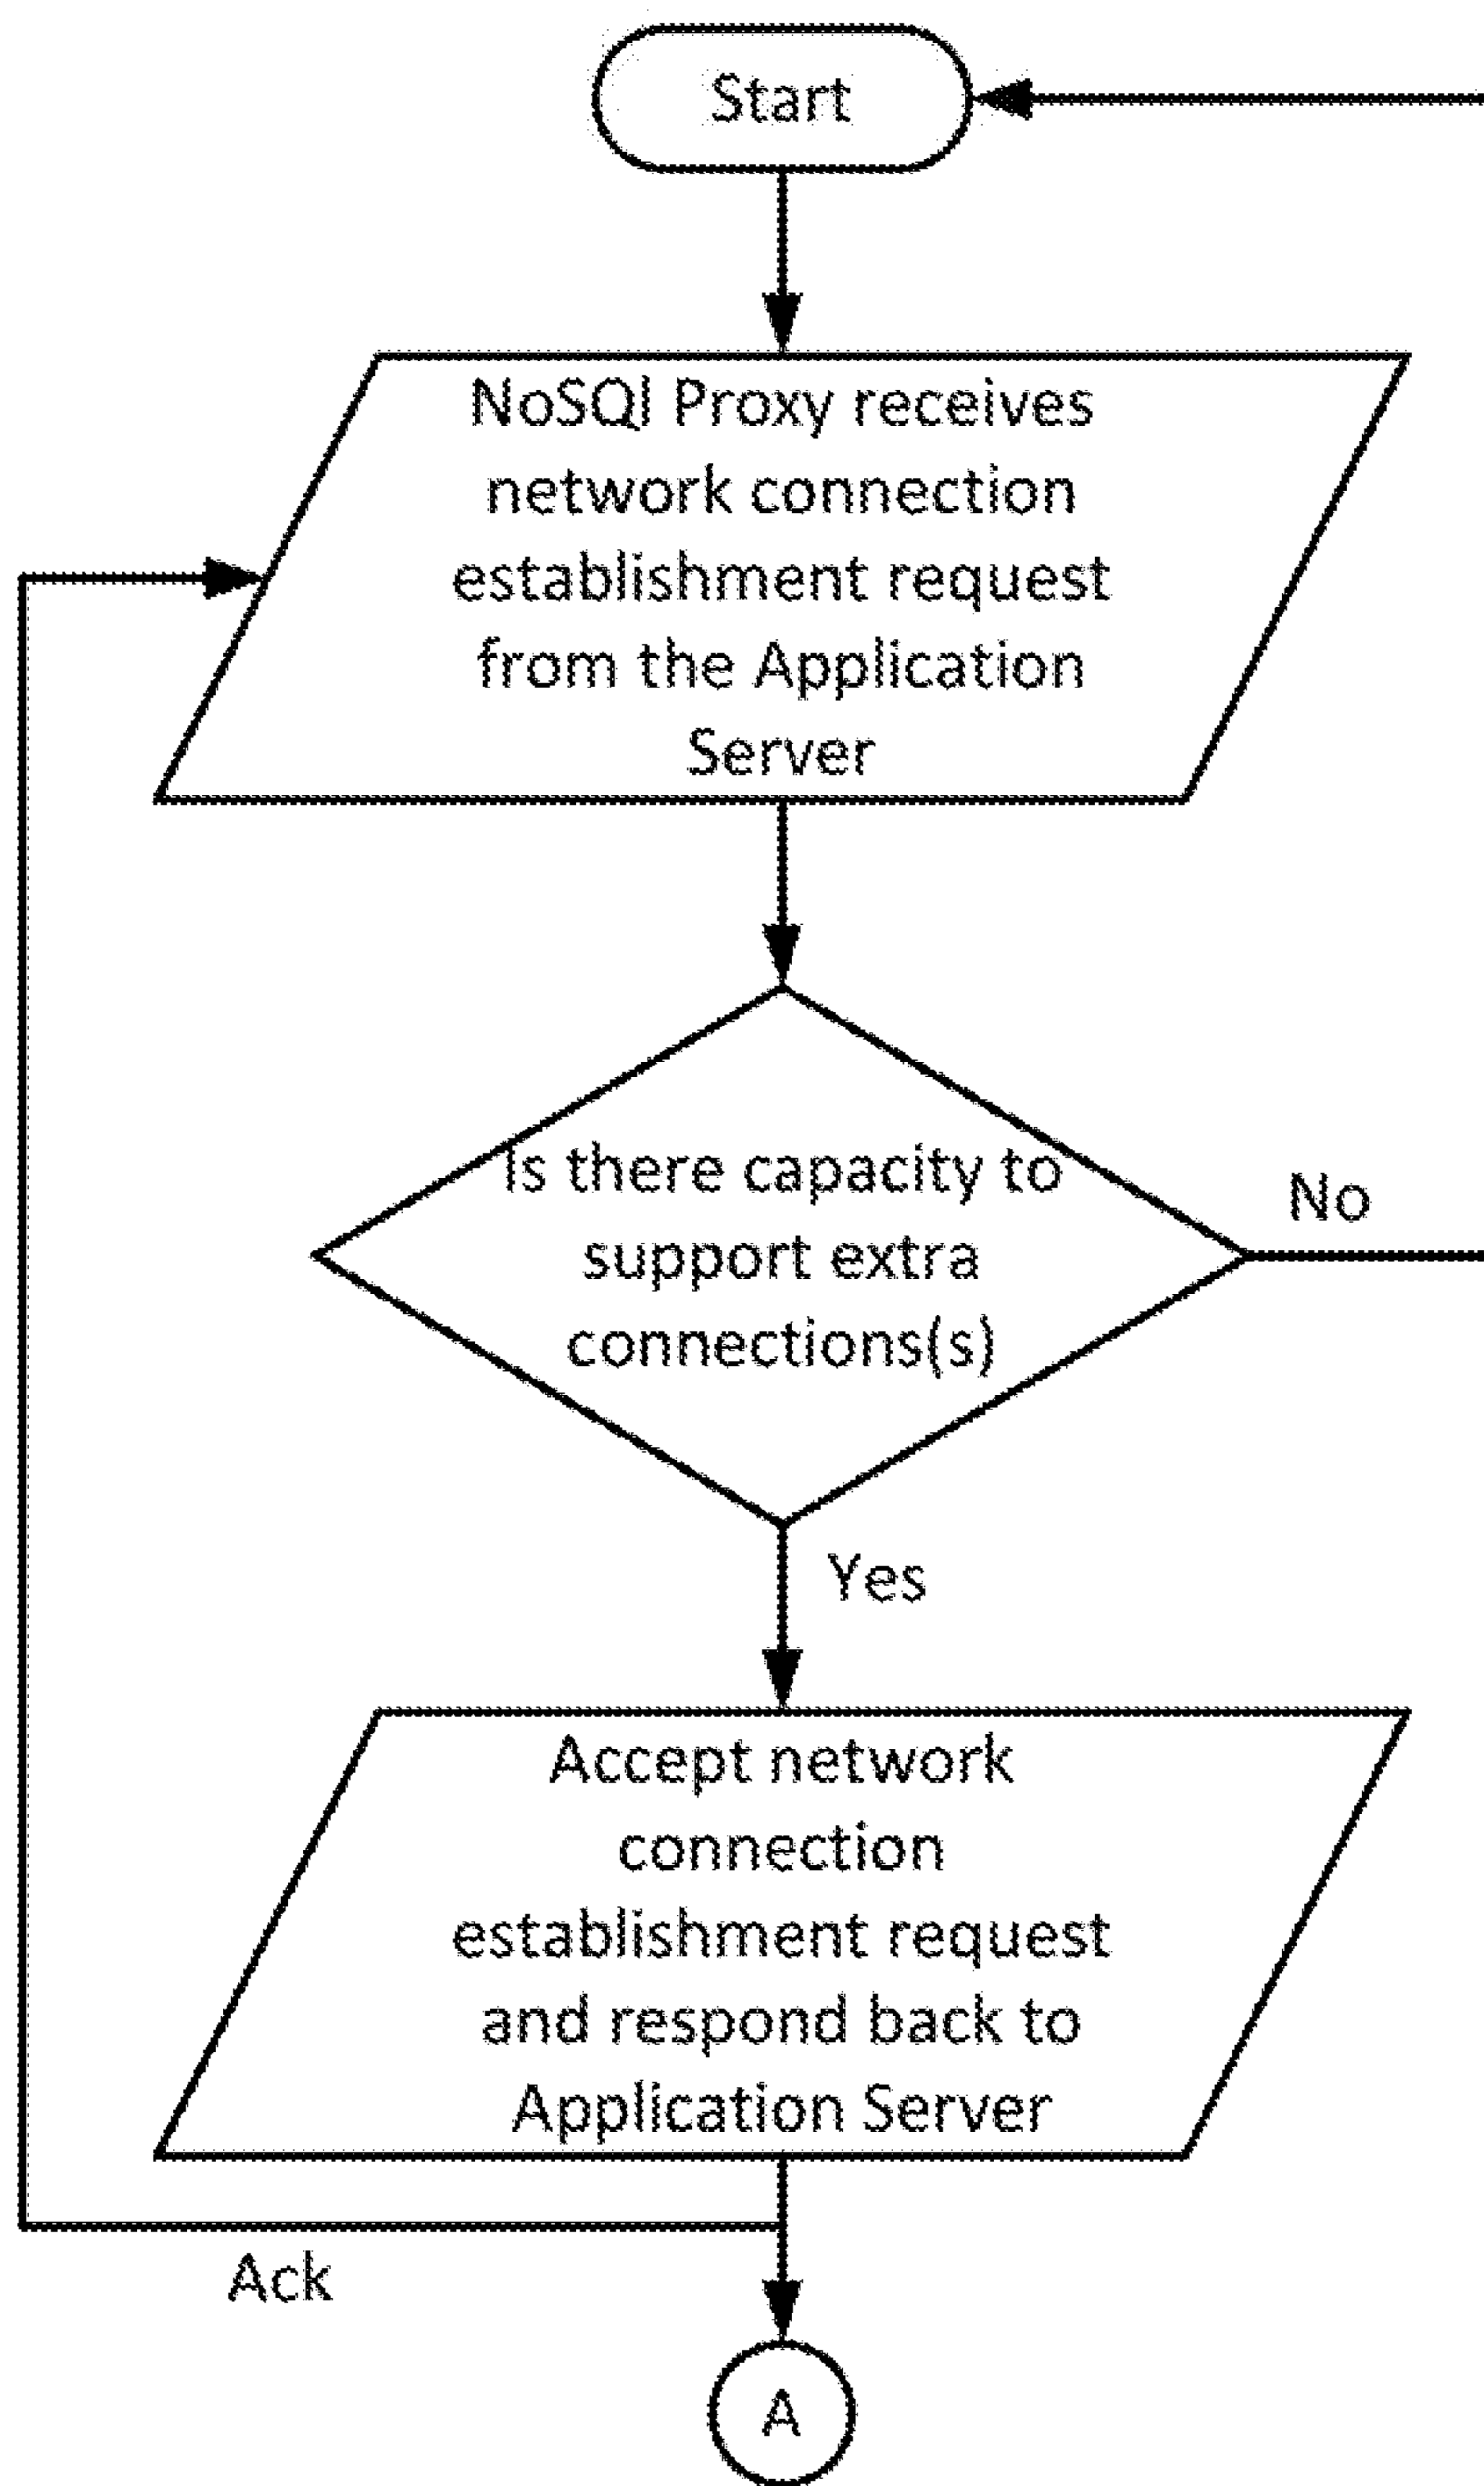 Start
NoSQl Proxy receives
network connection
establishment request
from the Application
Server
Is there capacity to
support extra
connections(s)
No
Yes
Accept network
connection
establishment request
and respond back to
Application Server
Ack
A